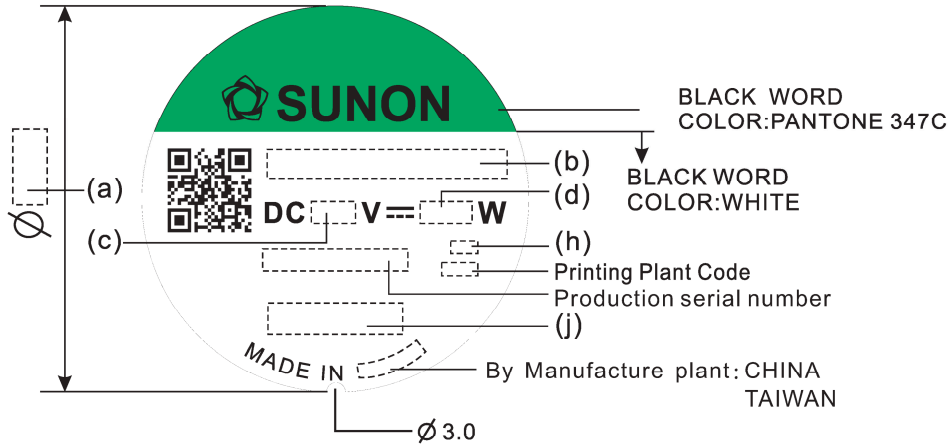 SUNON
BLACK WORD
COLOR:PANTONE 347C
BLACK WORD
COLOR:WHITE
(a)
Ø
(b)
(d)
DC V⎓ W
(c)
(h)
Printing Plant Code
Production serial number
(j)
MADE IN
By Manufacture plant: CHINA
TAIWAN
Ø3.0